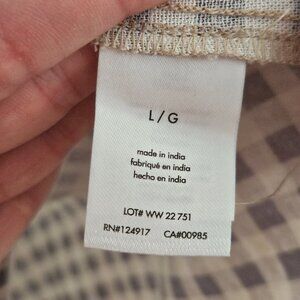 L / G
made in india
fabriqué en india
hecho en india
LOT# WW 22 751
RN#124917 CA#00985